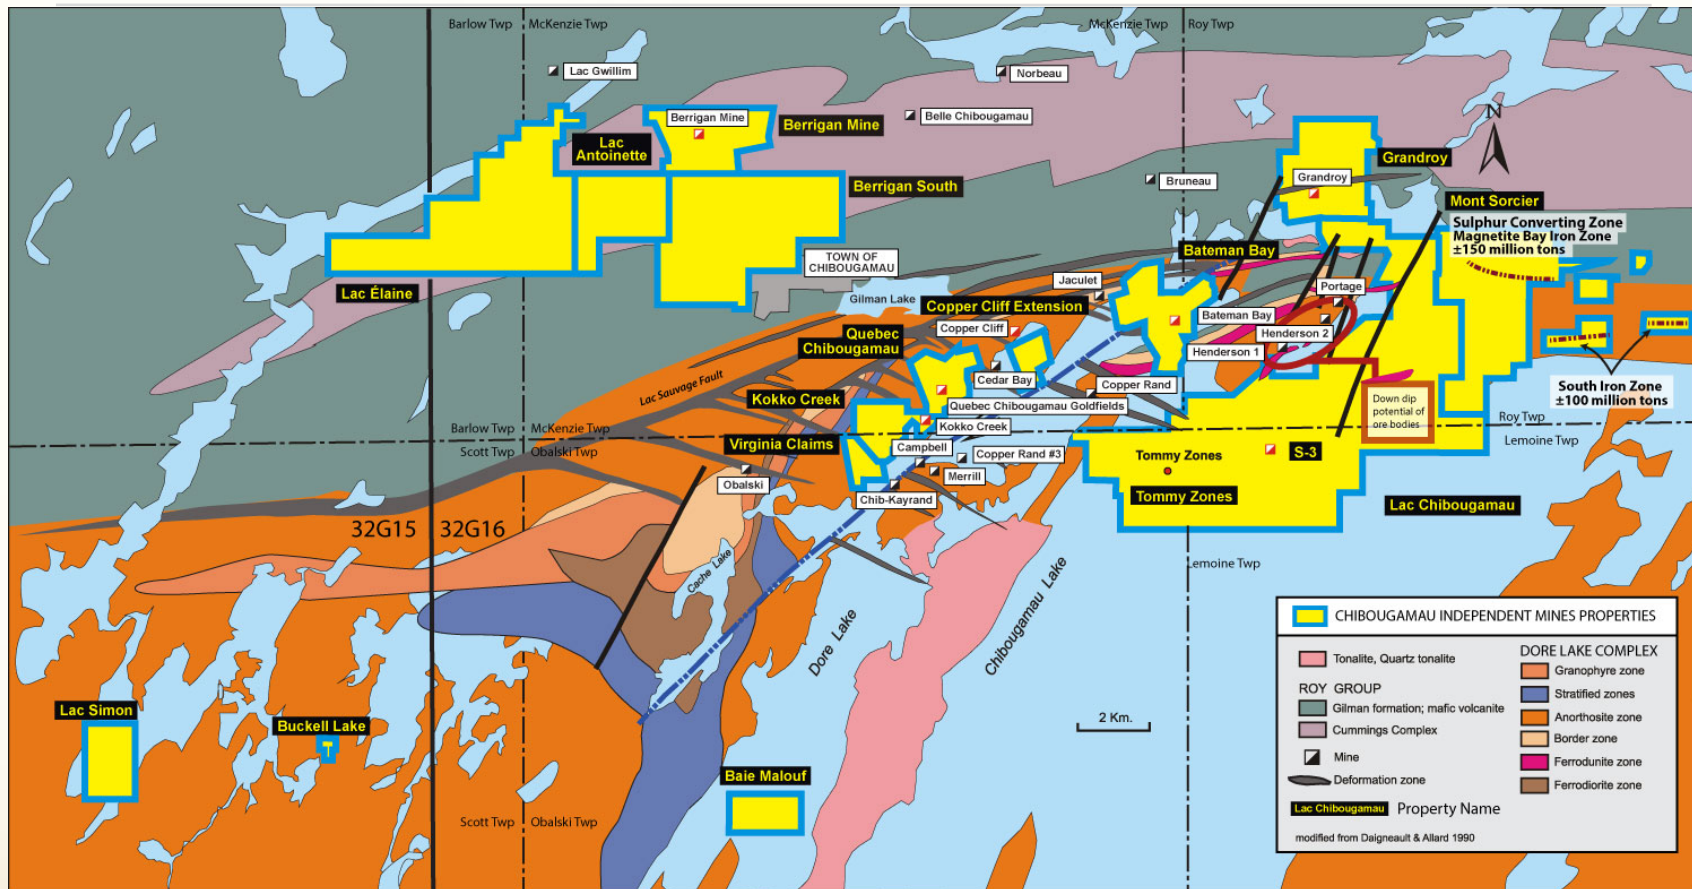 Barlow Twp
McKenzie Twp
McKenzie Twp
Roy Twp
Lac Gwillim
Norbeau
Berrigan Mine
Berrigan Mine
Belle Chibougamau
Lac
Antoinette
N
Grandroy
Grandroy
Bruneau
Berrigan South
Mont Sorcier
Sulphur Converting Zone
Magnetite Bay Iron Zone
±150 million tons
Bateman Bay
TOWN OF
CHIBOUGAMAU
Lac Élaine
Gilman Lake
Jaculet
Portage
Copper Cliff Extension
Bateman Bay
Copper Cliff
Henderson 2
Quebec
Chibougamau
Henderson 1
Lac Sauvage Fault
Cedar Bay
Copper Rand
South Iron Zone
±100 million tons
Kokko Creek
Quebec Chibougamau Goldfields
Down dip
potential of
ore bodies
Kokko Creek
Roy Twp
Lemoine Twp
Barlow Twp
McKenzie Twp
Scott Twp
Obalski Twp
Virginia Claims
Campbell
Copper Rand #3
Tommy Zones
S-3
Merrill
Obalski
Chib-Kayrand
Tommy Zones
Lac Chibougamau
32G15
32G16
Lemoine Twp
Cache Lake
Dore Lake
Chibougamau Lake
Lac Simon
Buckell Lake
2 Km.
Baie Malouf
Scott Twp
Obalski Twp
CHIBOUGAMAU INDEPENDENT MINES PROPERTIES
Tonalite, Quartz tonalite
ROY GROUP
Gilman formation; mafic volcanite
Cummings Complex
Mine
Deformation zone
Lac Chibougamau
Property Name
modified from Daigneault & Allard 1990
DORE LAKE COMPLEX
Granophyre zone
Stratified zones
Anorthosite zone
Border zone
Ferrodunite zone
Ferrodiorite zone